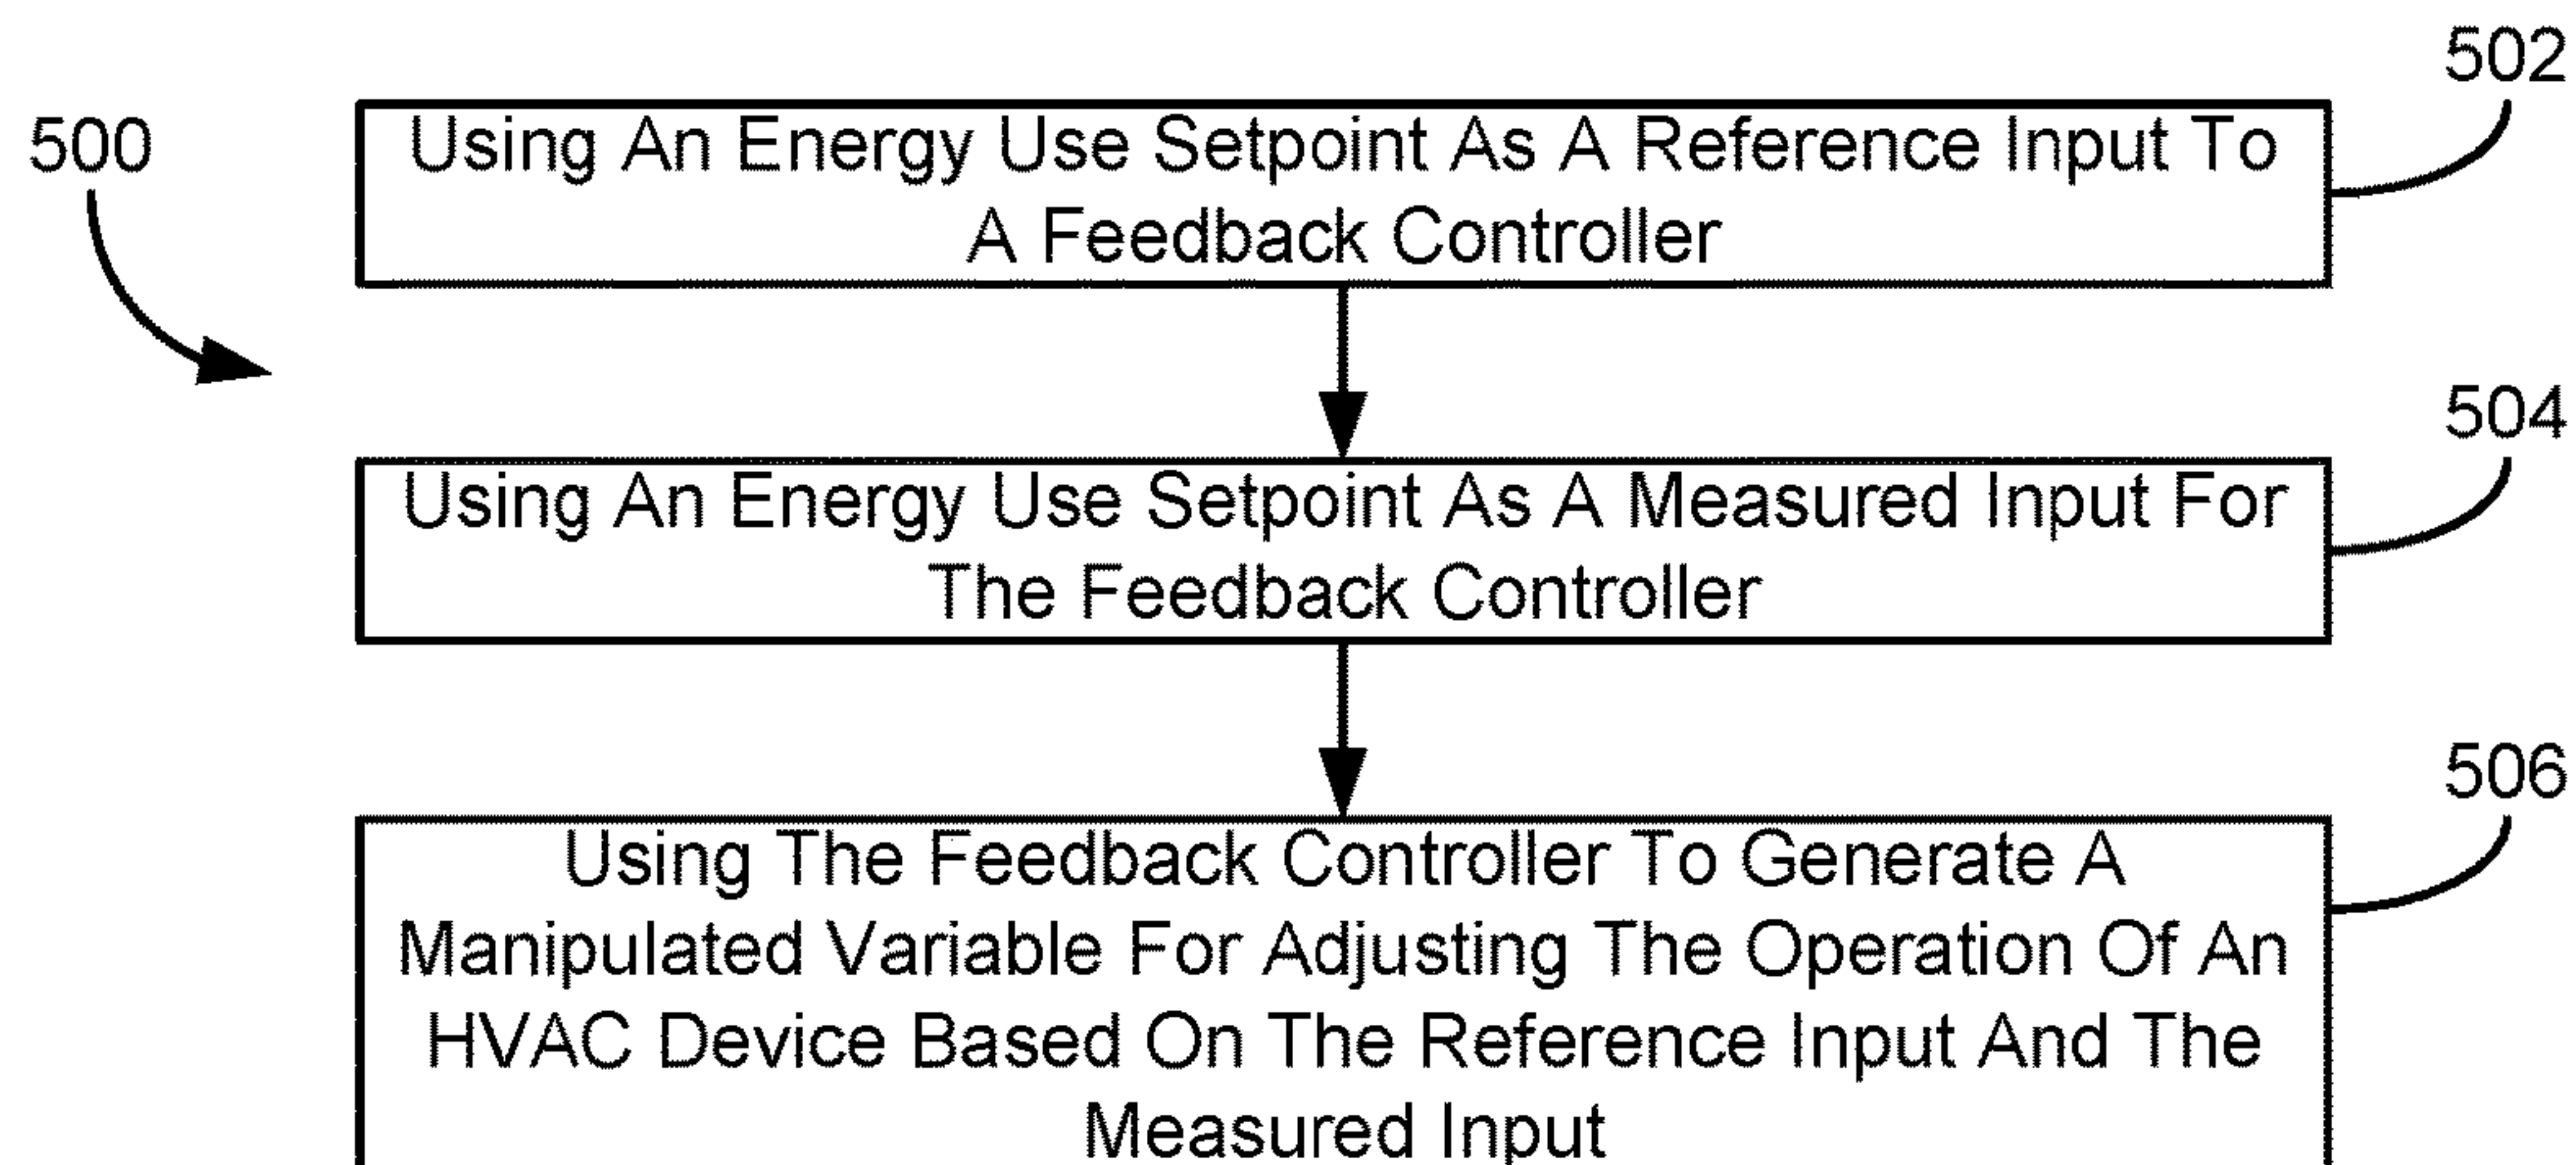 502
500
Using An Energy Use Setpoint As A Reference Input To
A Feedback Controller
504
Using An Energy Use Setpoint As A Measured Input For
The Feedback Controller
506
Using The Feedback Controller To Generate A
Manipulated Variable For Adjusting The Operation Of An
HVAC Device Based On The Reference Input And The
Measured Input